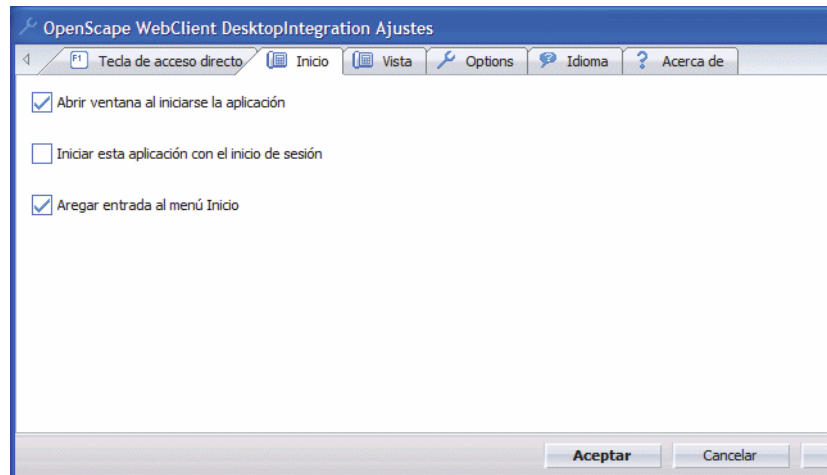 OpenScape WebClient DesktopIntegration Ajustes
F1 Tecla de acceso directo Inicio Vista Options Idioma ? Acerca de
Abrir ventana al iniciarse la aplicación
Iniciar esta aplicación con el inicio de sesión
Aregar entrada al menú Inicio
Aceptar Cancelar